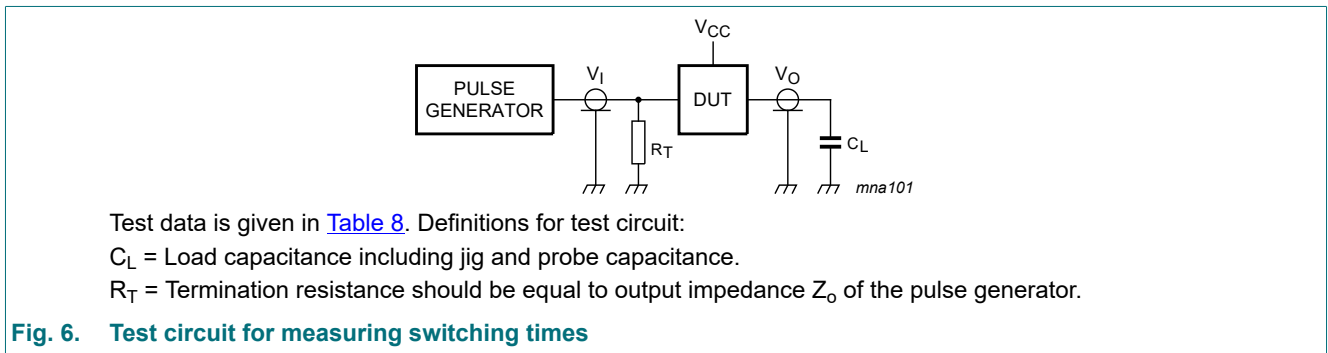 VCC
PULSE
GENERATOR
VI
DUT
VO
RT
CL
mna101
Test data is given in Table 8. Definitions for test circuit:
CL = Load capacitance including jig and probe capacitance.
RT = Termination resistance should be equal to output impedance Zo of the pulse generator.
Fig. 6. Test circuit for measuring switching times